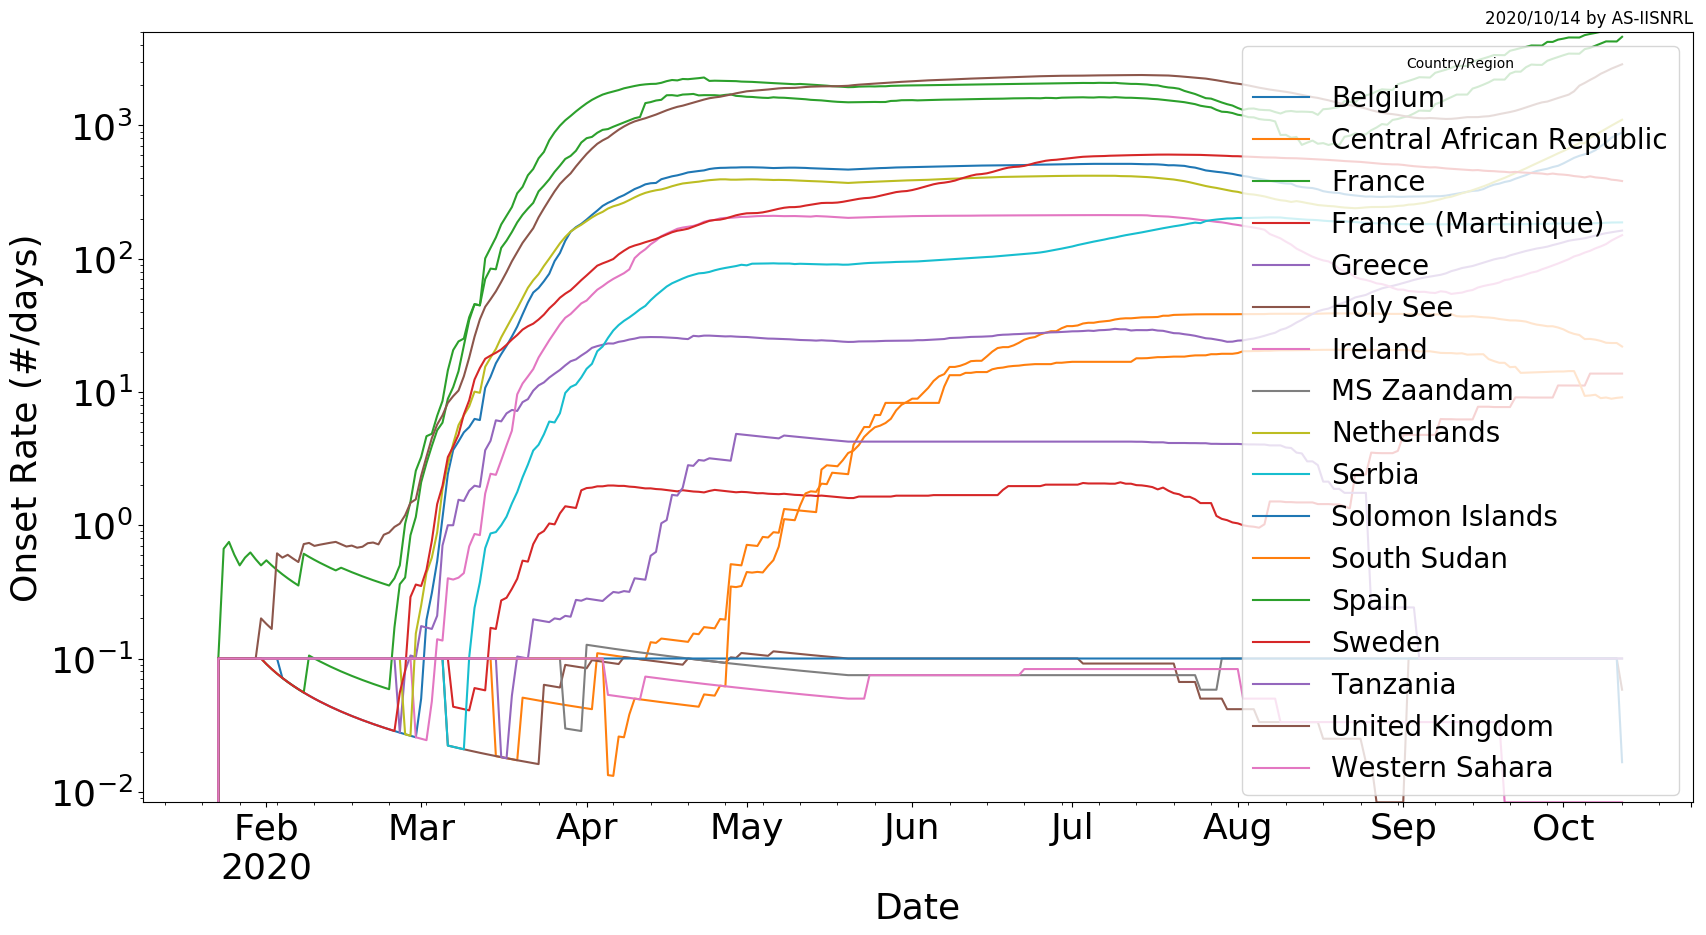 2020/10/14 by AS-IISNRL
Country/Region
Belgium
Central African Republic
France
France (Martinique)
Greece
Holy See
Ireland
MS Zaandam
Netherlands
Serbia
Solomon Islands
South Sudan
Spain
Sweden
Tanzania
United Kingdom
Western Sahara
Onset Rate (#/days)
10³
10²
10¹
10⁰
10⁻¹
10⁻²
Feb Mar Apr May Jun Jul Aug Sep Oct
2020
Date